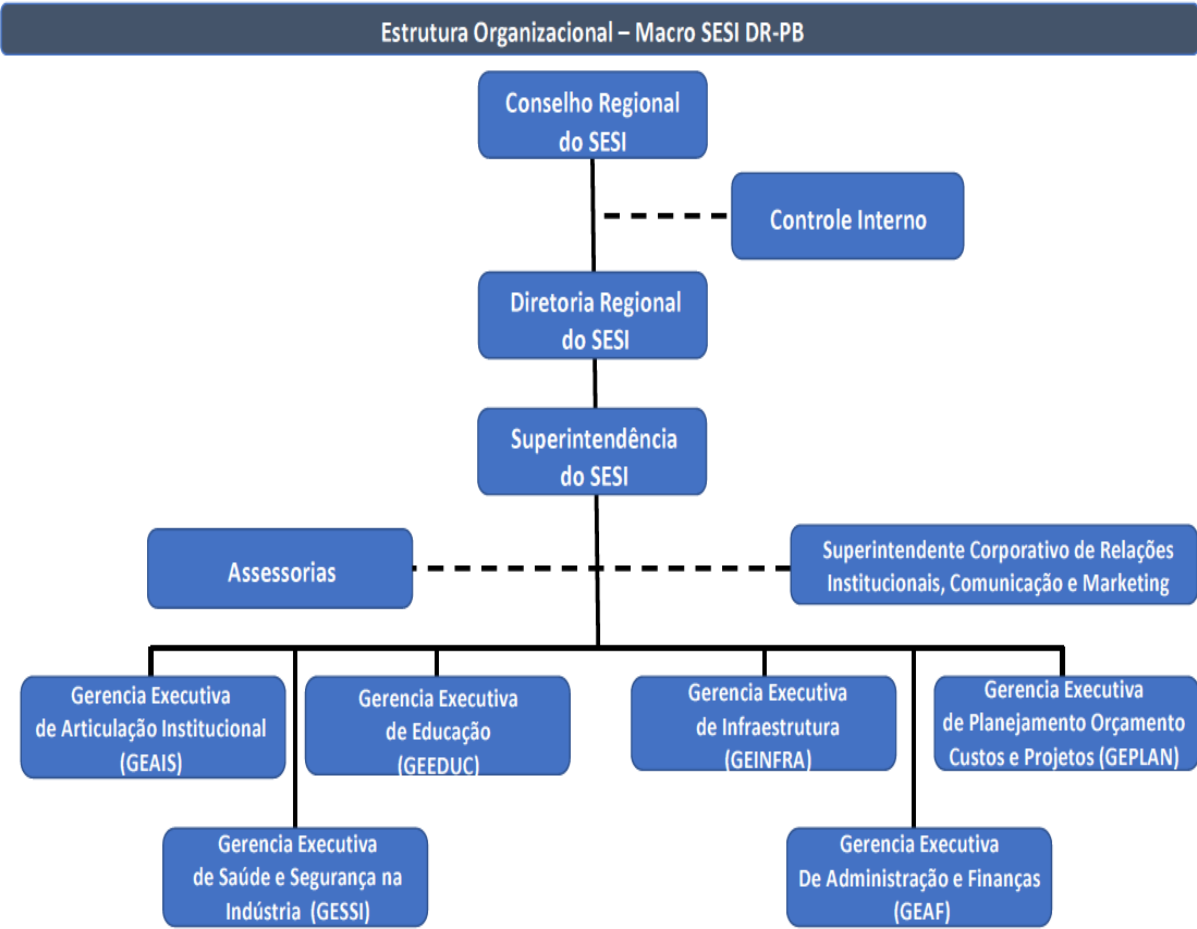 Estrutura Organizacional – Macro SESI DR-PB
Conselho Regional
do SESI
Controle Interno
Diretoria Regional
do SESI
Superintendência
do SESI
Assessorias
Superintendente Corporativo de Relações
Institucionais, Comunicação e Marketing
Gerencia Executiva
de Articulação Institucional
(GEAIS)
Gerencia Executiva
de Educação
(GEEDUC)
Gerencia Executiva
de Infraestrutura
(GEINFRA)
Gerencia Executiva
de Planejamento Orçamento
Custos e Projetos (GEPLAN)
Gerencia Executiva
de Saúde e Segurança na
Indústria (GESSI)
Gerencia Executiva
De Administração e Finanças
(GEAF)